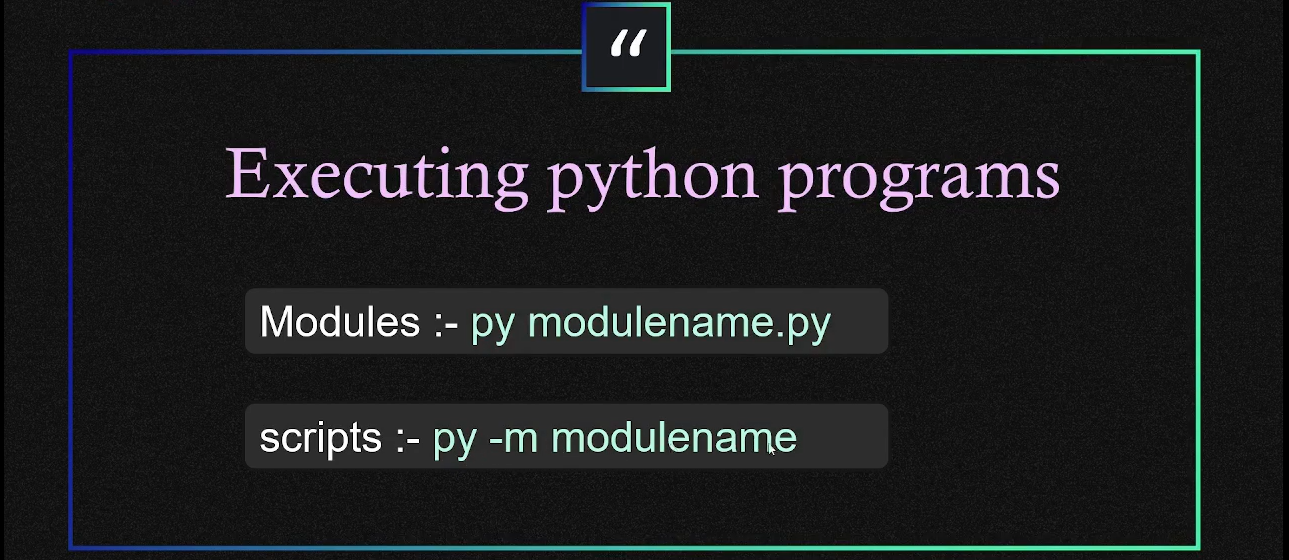 “
Executing python programs
Modules :- py modulename.py
scripts :- py -m modulename